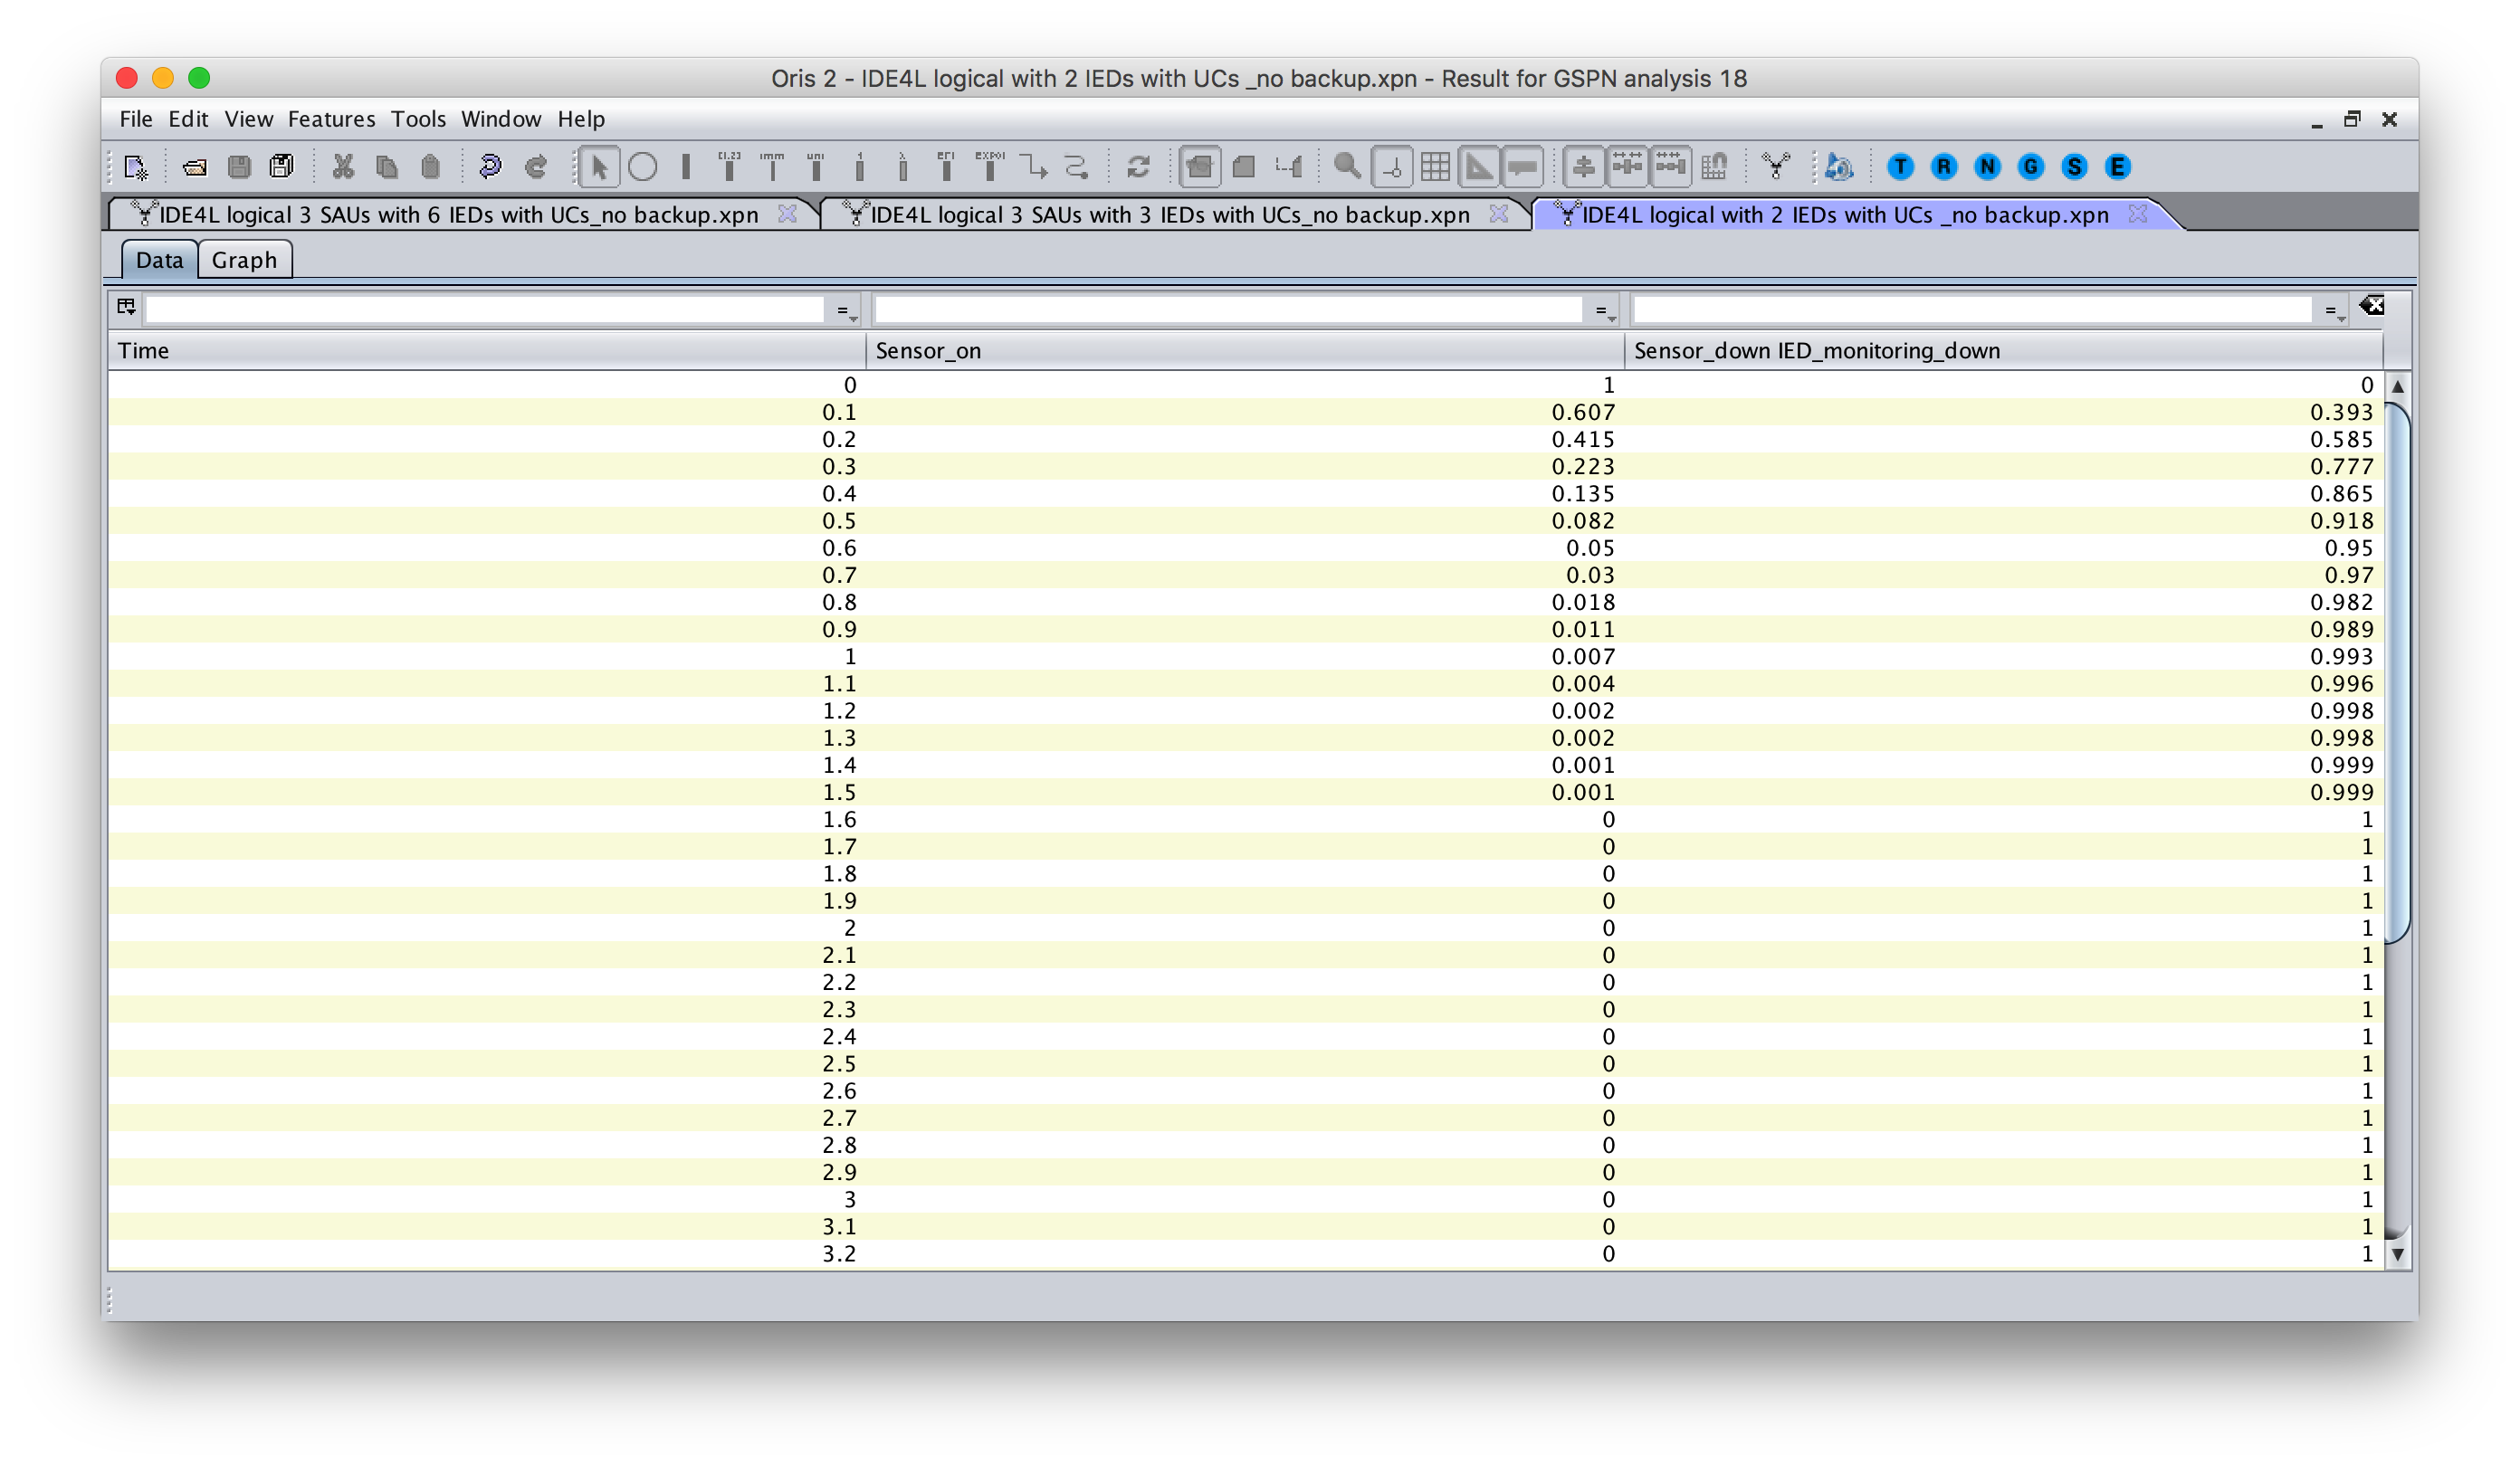 Oris 2 - IDE4L logical with 2 IEDs with UCs _no backup.xpn - Result for GSPN analysis 18
File Edit View Features Tools Window Help
[1,2] imm uni 1 λ EXPOL T R N G S E
IDE4L logical 3 SAUs with 6 IEDs with UCs_no backup.xpn IDE4L logical 3 SAUs with 3 IEDs with UCs_no backup.xpn IDE4L logical with 2 IEDs with UCs _no backup.xpn
Data Graph
= = =
Time Sensor_on Sensor_down IED_monitoring_down
0 1 0
0.1 0.607 0.393
0.2 0.415 0.585
0.3 0.223 0.777
0.4 0.135 0.865
0.5 0.082 0.918
0.6 0.05 0.95
0.7 0.03 0.97
0.8 0.018 0.982
0.9 0.011 0.989
1 0.007 0.993
1.1 0.004 0.996
1.2 0.002 0.998
1.3 0.002 0.998
1.4 0.001 0.999
1.5 0.001 0.999
1.6 0 1
1.7 0 1
1.8 0 1
1.9 0 1
2 0 1
2.1 0 1
2.2 0 1
2.3 0 1
2.4 0 1
2.5 0 1
2.6 0 1
2.7 0 1
2.8 0 1
2.9 0 1
3 0 1
3.1 0 1
3.2 0 1